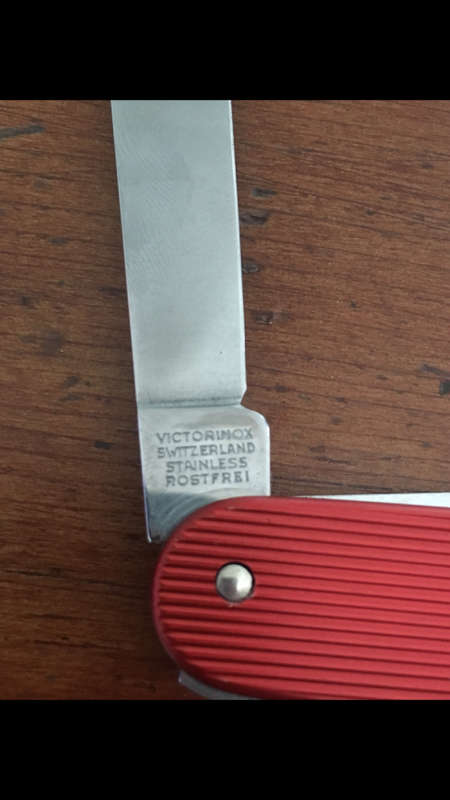 VICTORINOX
SWITZERLAND
STAINLESS
ROSTFREI